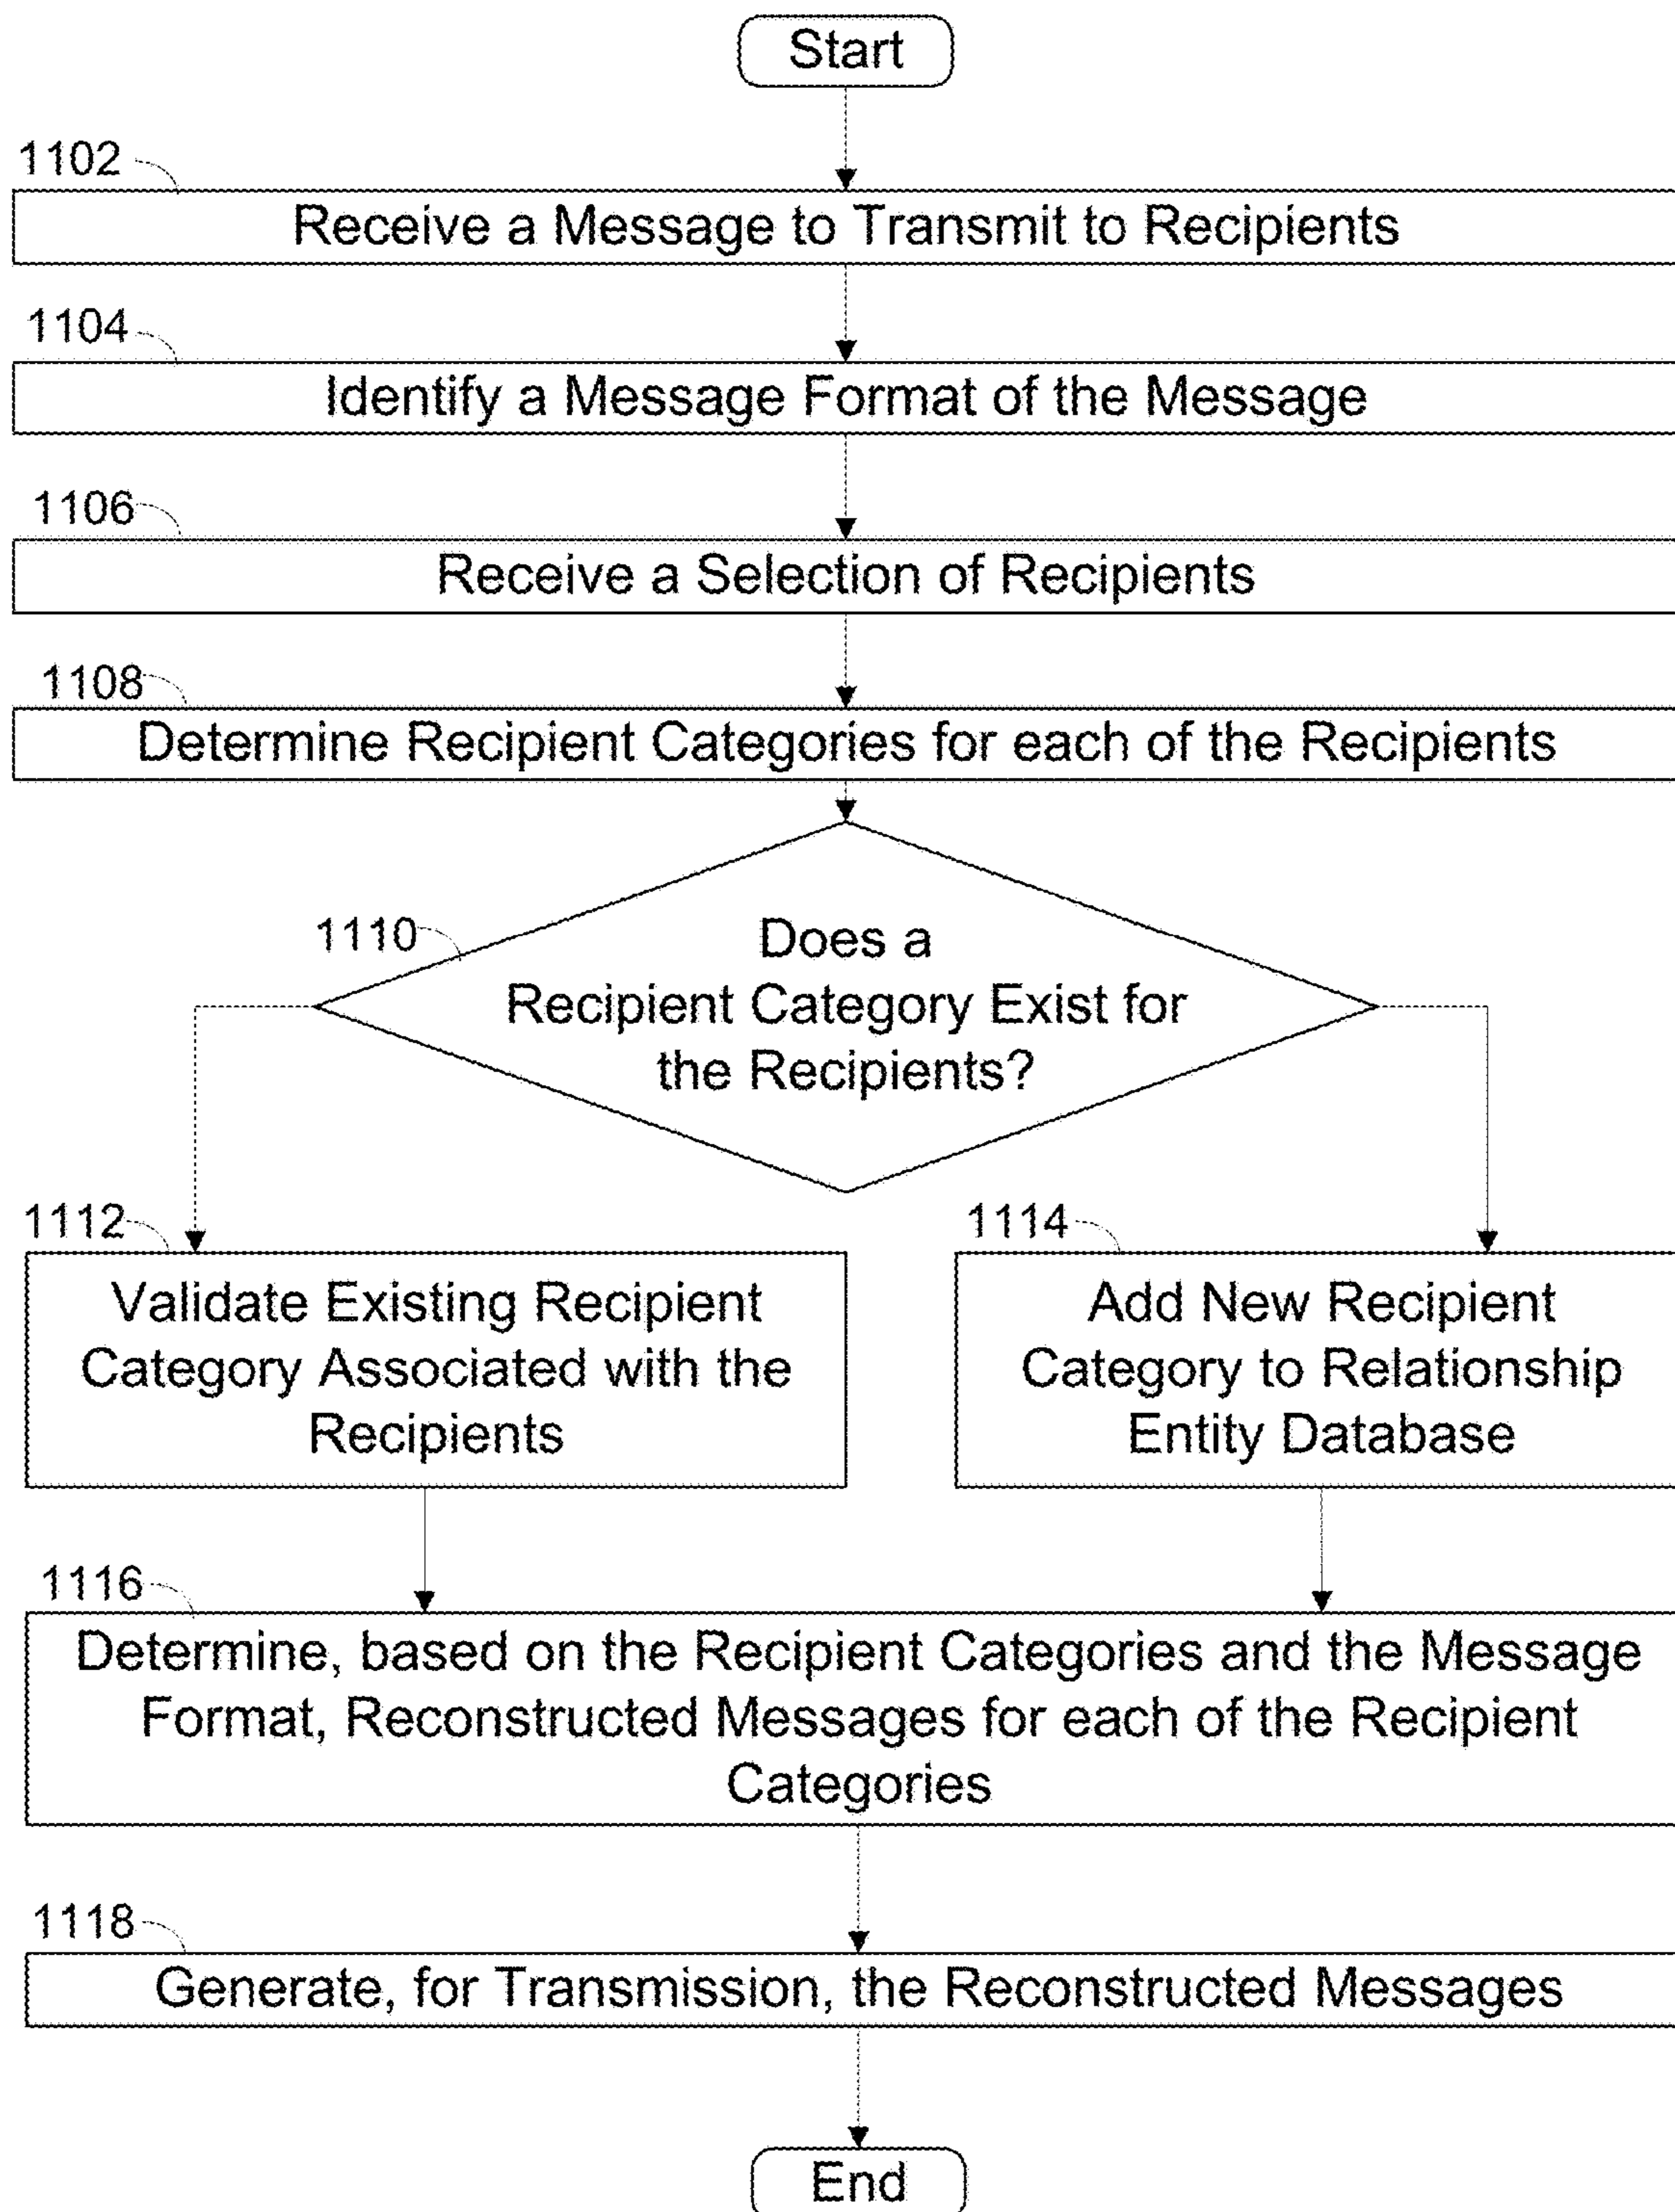 Start
1102
Receive a Message to Transmit to Recipients
1104
Identify a Message Format of the Message
1106
Receive a Selection of Recipients
1108
Determine Recipient Categories for each of the Recipients
1110
Does a
Recipient Category Exist for
the Recipients?
1112
Validate Existing Recipient
Category Associated with the
Recipients
1114
Add New Recipient
Category to Relationship
Entity Database
1116
Determine, based on the Recipient Categories and the Message
Format, Reconstructed Messages for each of the Recipient
Categories
1118
Generate, for Transmission, the Reconstructed Messages
End